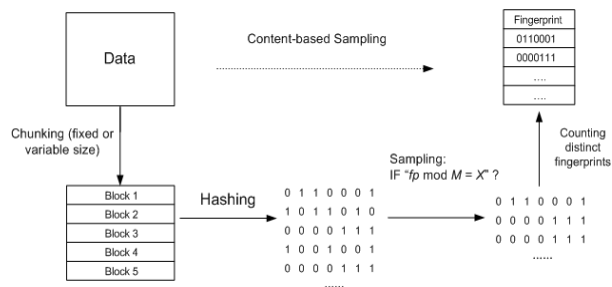 Data
Content-based Sampling
Fingerprint
0110001
0000111
....
....
Chunking (fixed or
variable size)
Counting
distinct
fingerprints
Block 1
Block 2
Block 3
Block 4
Block 5
Hashing
0 1 1 0 0 0 1
1 0 1 1 0 1 0
0 0 0 0 1 1 1
1 0 0 1 0 0 1
0 0 0 0 1 1 1
......
Sampling:
IF "fp mod M = X" ?
0 1 1 0 0 0 1
0 0 0 0 1 1 1
0 0 0 0 1 1 1
......